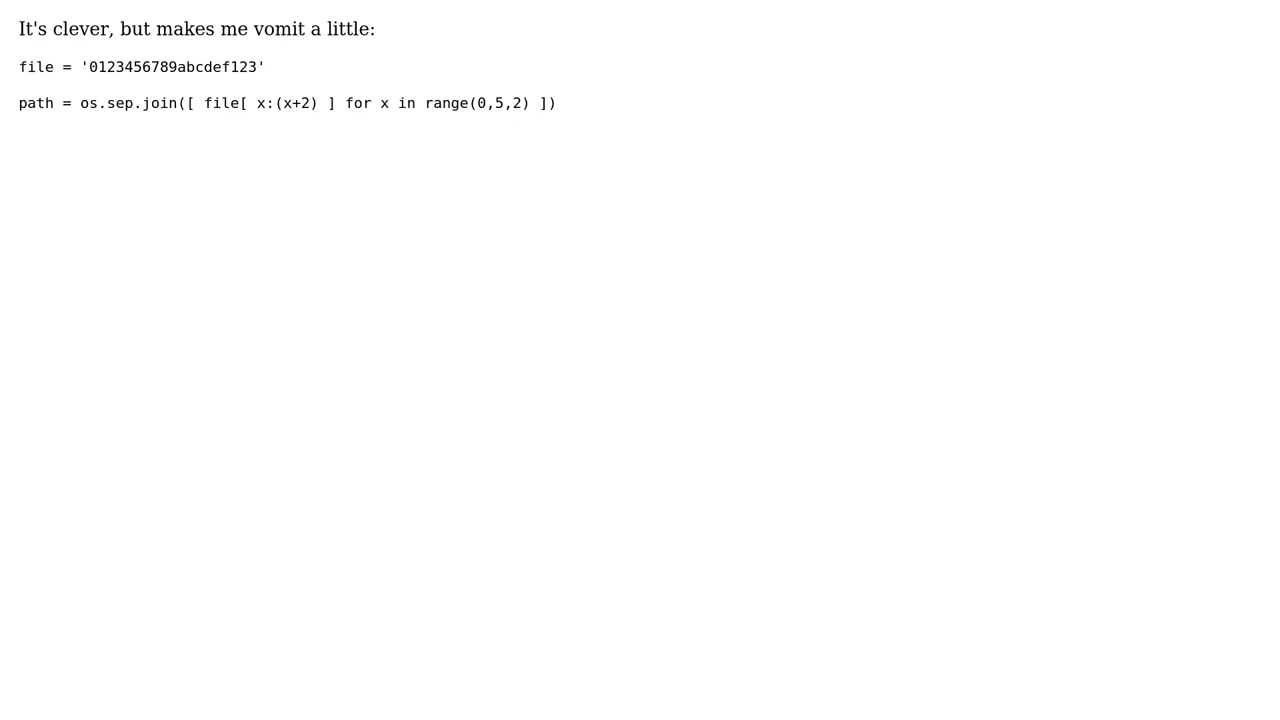 It's clever, but makes me vomit a little:
file = '0123456789abcdef123'
path = os.sep.join([ file[ x:(x+2) ] for x in range(0,5,2) ])